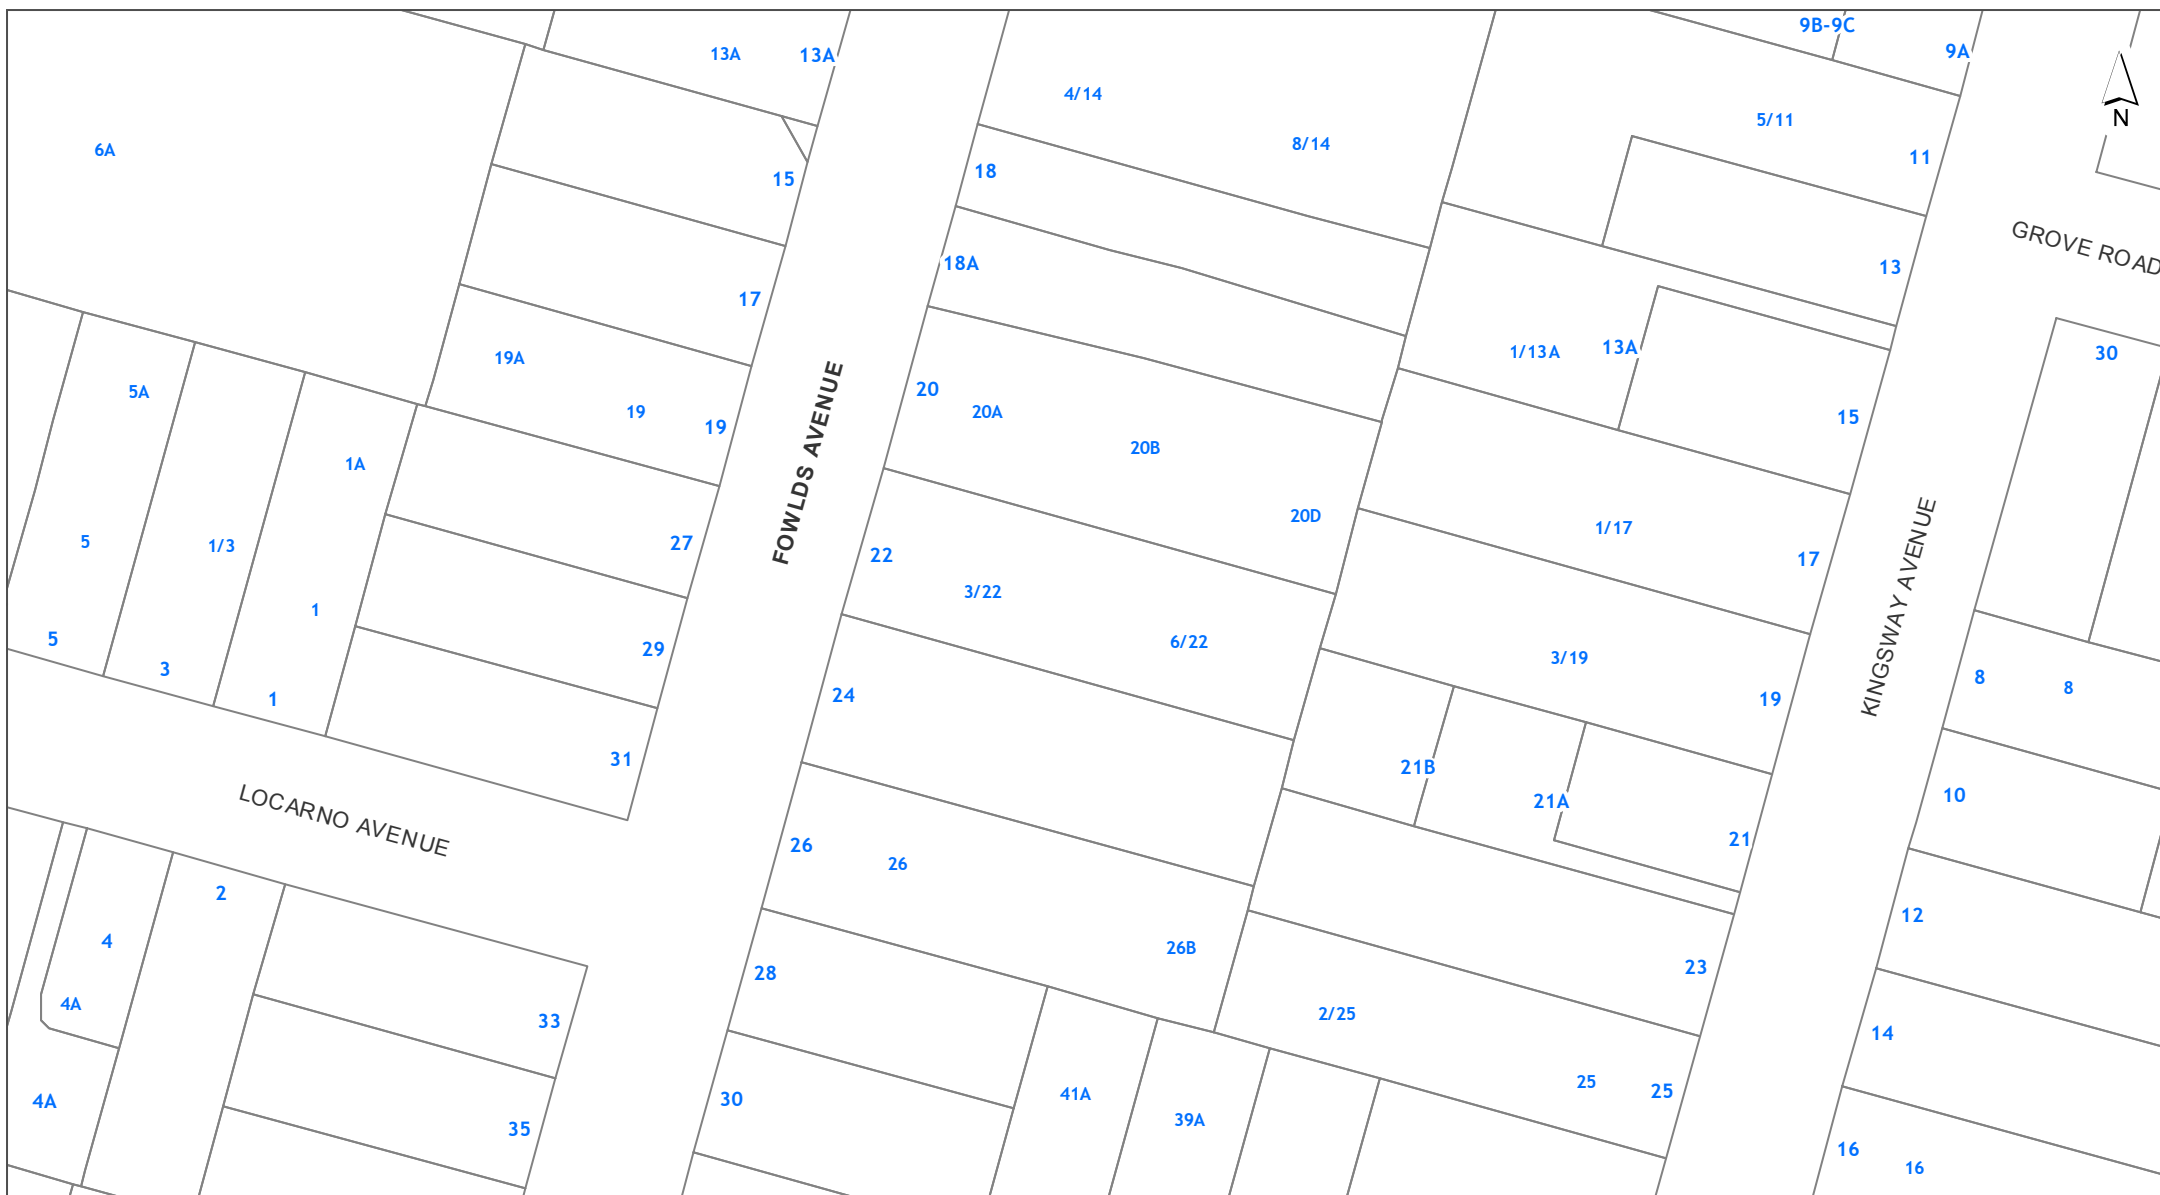 9B-9C
9A
13A
13A
4/14
5/11
N
6A
8/14
11
15
18
GROVE ROAD
18A
13
17
19A
1/13A
13A
30
5A
20
20A
19
19
15
1A
20B
20D
FOWLDS AVENUE
5
1/3
27
22
1/17
17
3/22
1
KINGSWAY AVENUE
5
29
6/22
3/19
3
1
24
19
8
8
31
21B
10
21A
LOCARNO AVENUE
26
26
21
2
12
4
26B
23
28
4A
33
2/25
14
4A
41A
25
25
30
39A
35
16
16